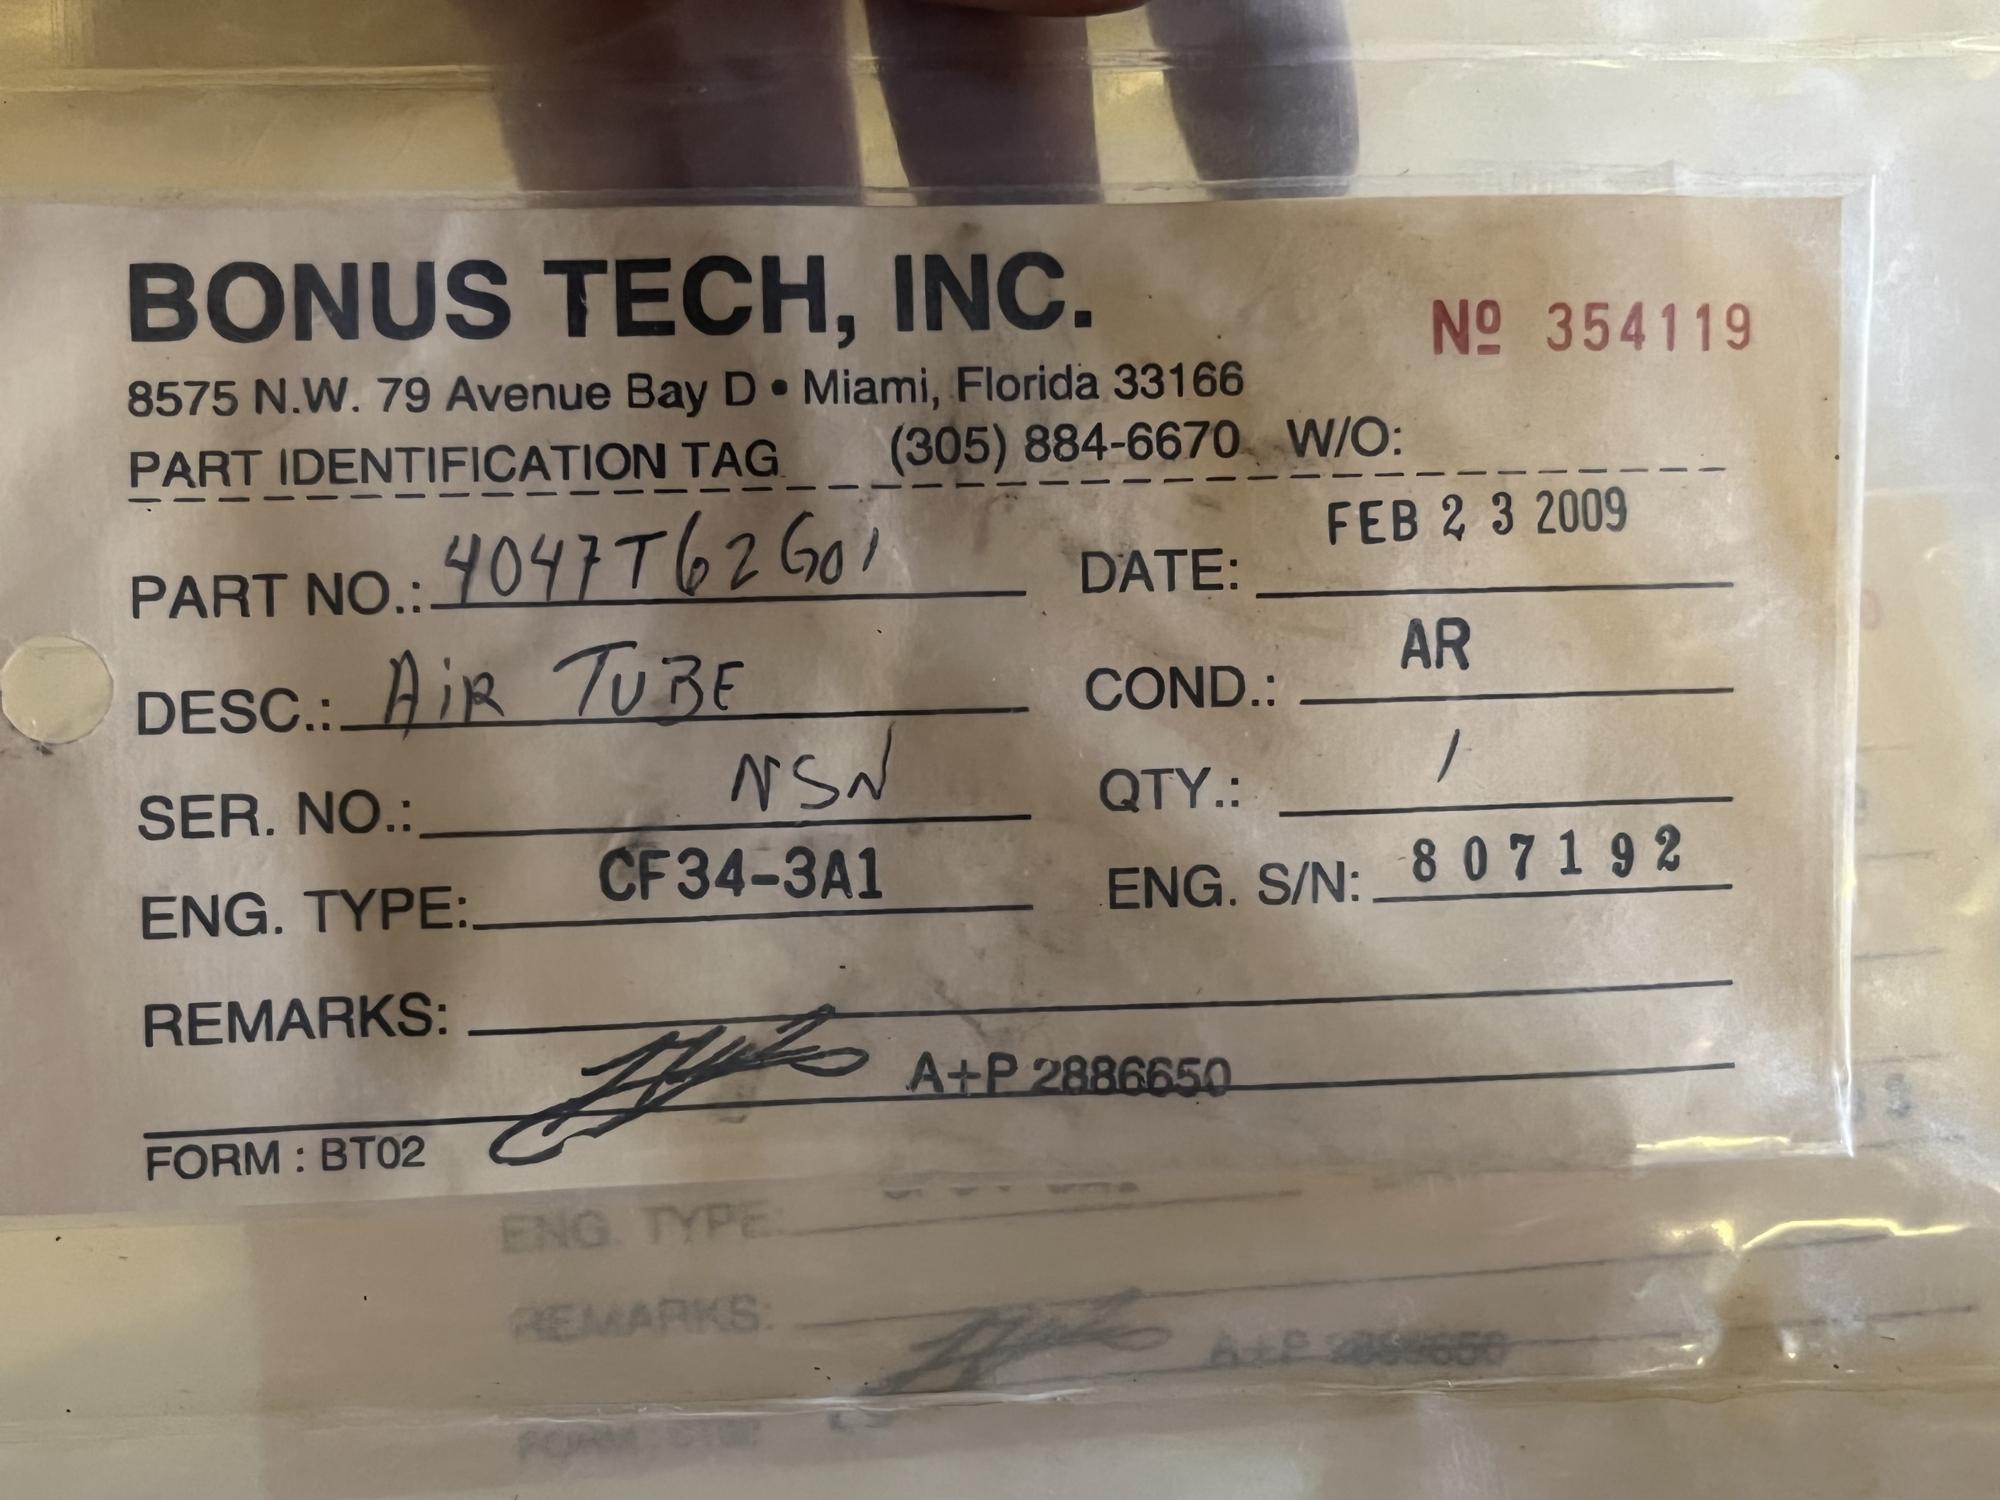 BONUS TECH, INC.
Nº 354119
8575 N.W. 79 Avenue Bay D • Miami, Florida 33166
PART IDENTIFICATION TAG (305) 884-6670 W/O:
PART NO.: 4047T62G01 DATE: FEB 23 2009
DESC.: AiR TUBE COND.: AR
SER. NO.: NSN QTY.: 1
ENG. TYPE: CF34-3A1 ENG. S/N: 807192
REMARKS:
A+P 2886650
FORM : BT02
ENG. TYPE:
REMARKS:
A+P 2886650